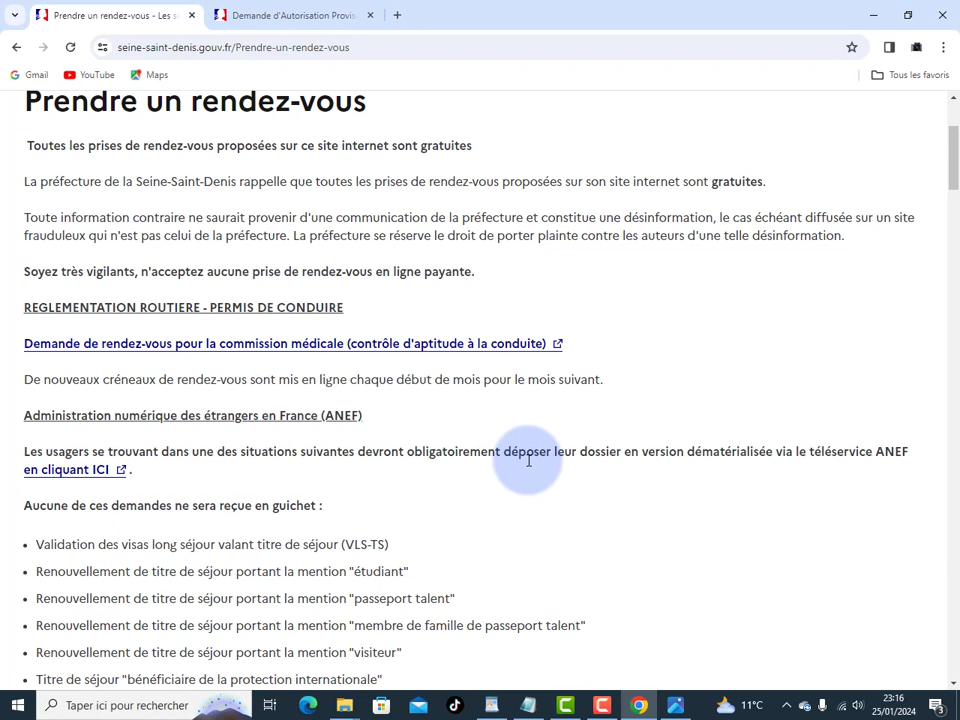 Prendre un rendez-vous - Les s
Demande d'Autorisation Provis
seine-saint-denis.gouv.fr/Prendre-un-rendez-vous
Gmail
YouTube
Maps
Tous les favoris
Prendre un rendez-vous
Toutes les prises de rendez-vous proposées sur ce site internet sont gratuites
La préfecture de la Seine-Saint-Denis rappelle que toutes les prises de rendez-vous proposées sur son site internet sont gratuites.
Toute information contraire ne saurait provenir d'une communication de la préfecture et constitue une désinformation, le cas échéant diffusée sur un site
frauduleux qui n'est pas celui de la préfecture. La préfecture se réserve le droit de porter plainte contre les auteurs d'une telle désinformation.
Soyez très vigilants, n'acceptez aucune prise de rendez-vous en ligne payante.
REGLEMENTATION ROUTIERE - PERMIS DE CONDUIRE
Demande de rendez-vous pour la commission médicale (contrôle d'aptitude à la conduite)
De nouveaux créneaux de rendez-vous sont mis en ligne chaque début de mois pour le mois suivant.
Administration numérique des étrangers en France (ANEF)
Les usagers se trouvant dans une des situations suivantes devront obligatoirement déposer leur dossier en version dématérialisée via le téléservice ANEF
en cliquant ICI .
Aucune de ces demandes ne sera reçue en guichet :
• Validation des visas long séjour valant titre de séjour (VLS-TS)
• Renouvellement de titre de séjour portant la mention "étudiant"
• Renouvellement de titre de séjour portant la mention "passeport talent"
• Renouvellement de titre de séjour portant la mention "membre de famille de passeport talent"
• Renouvellement de titre de séjour portant la mention "visiteur"
• Titre de séjour "bénéficiaire de la protection internationale"
Taper ici pour rechercher
11°C
23:16
25/01/2024
3